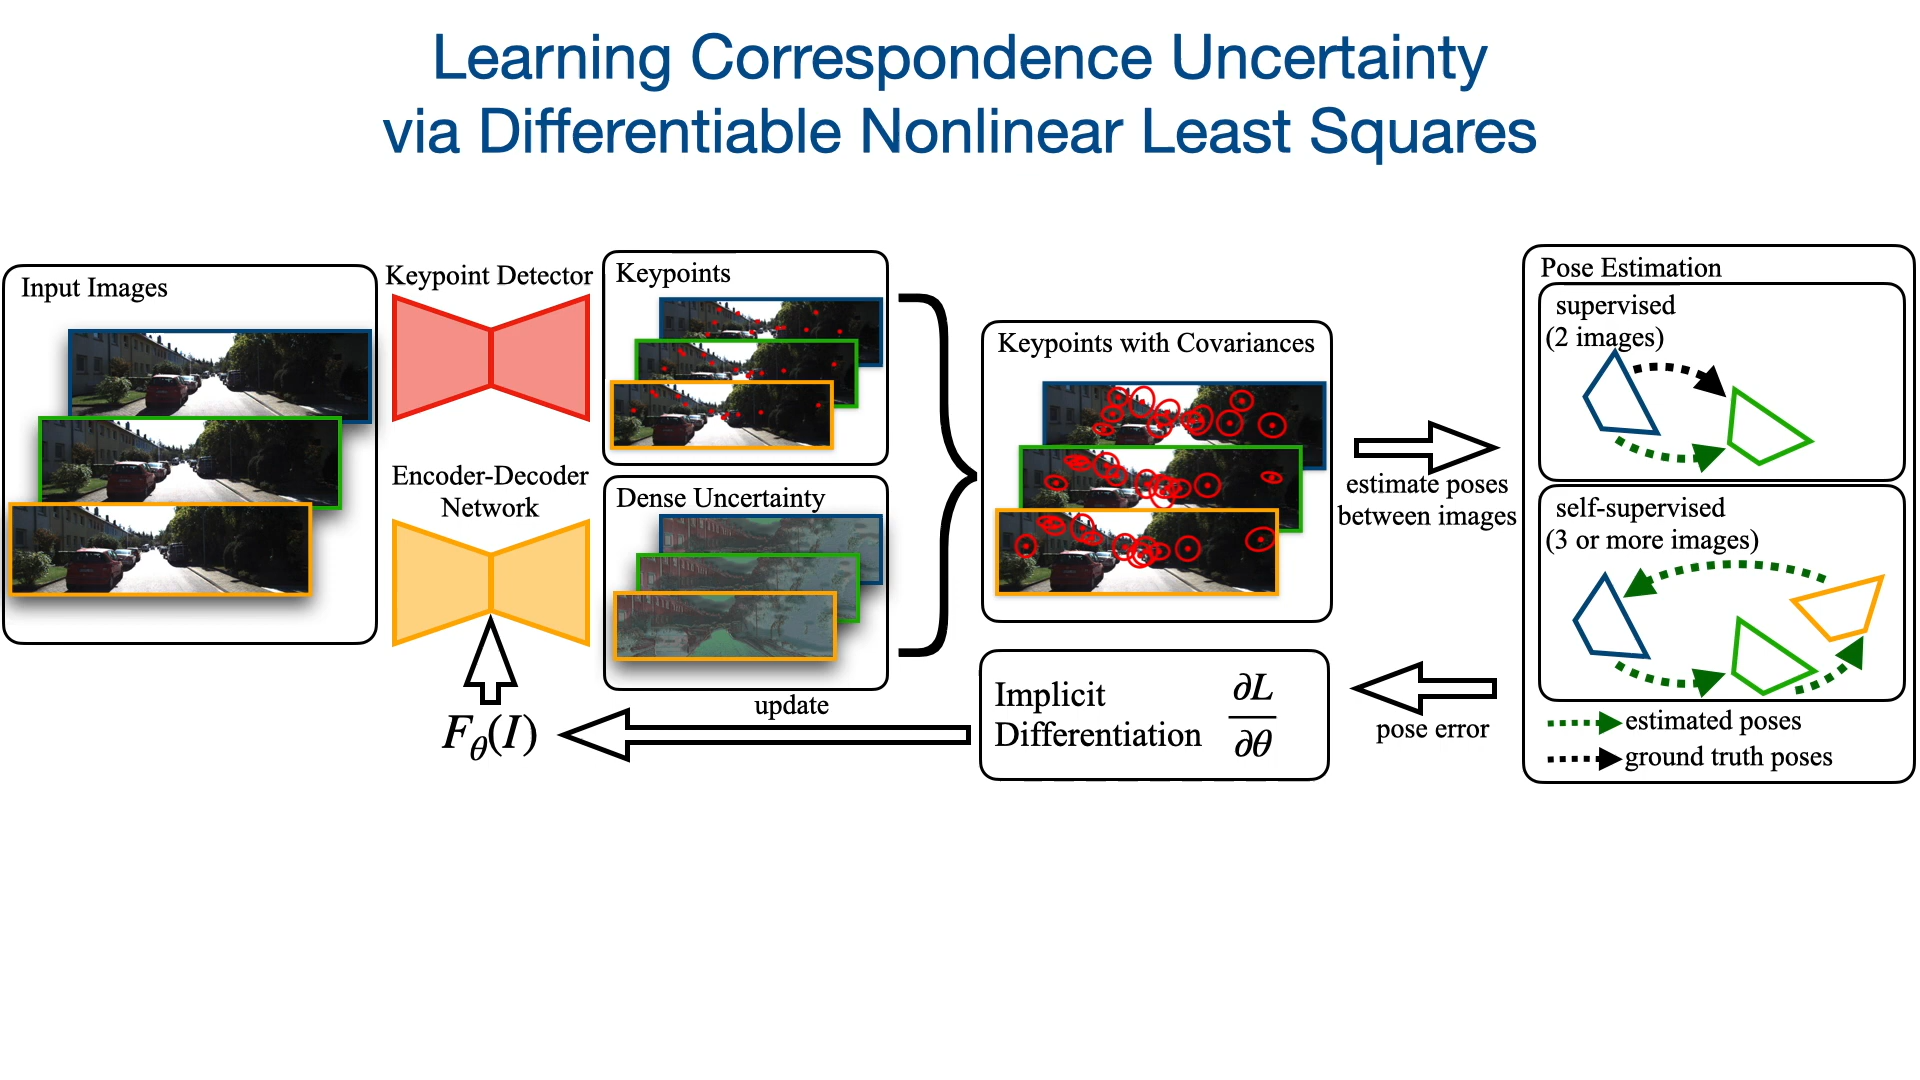 Learning Correspondence Uncertainty
via Differentiable Nonlinear Least Squares
Input Images
Keypoint Detector
Encoder-Decoder
Network
Keypoints
Dense Uncertainty
Keypoints with Covariances
estimate poses
between images
Pose Estimation
supervised
(2 images)
self-supervised
(3 or more images)
estimated poses
ground truth poses
pose error
Implicit
Differentiation
∂L
∂θ
update
F_θ(I)